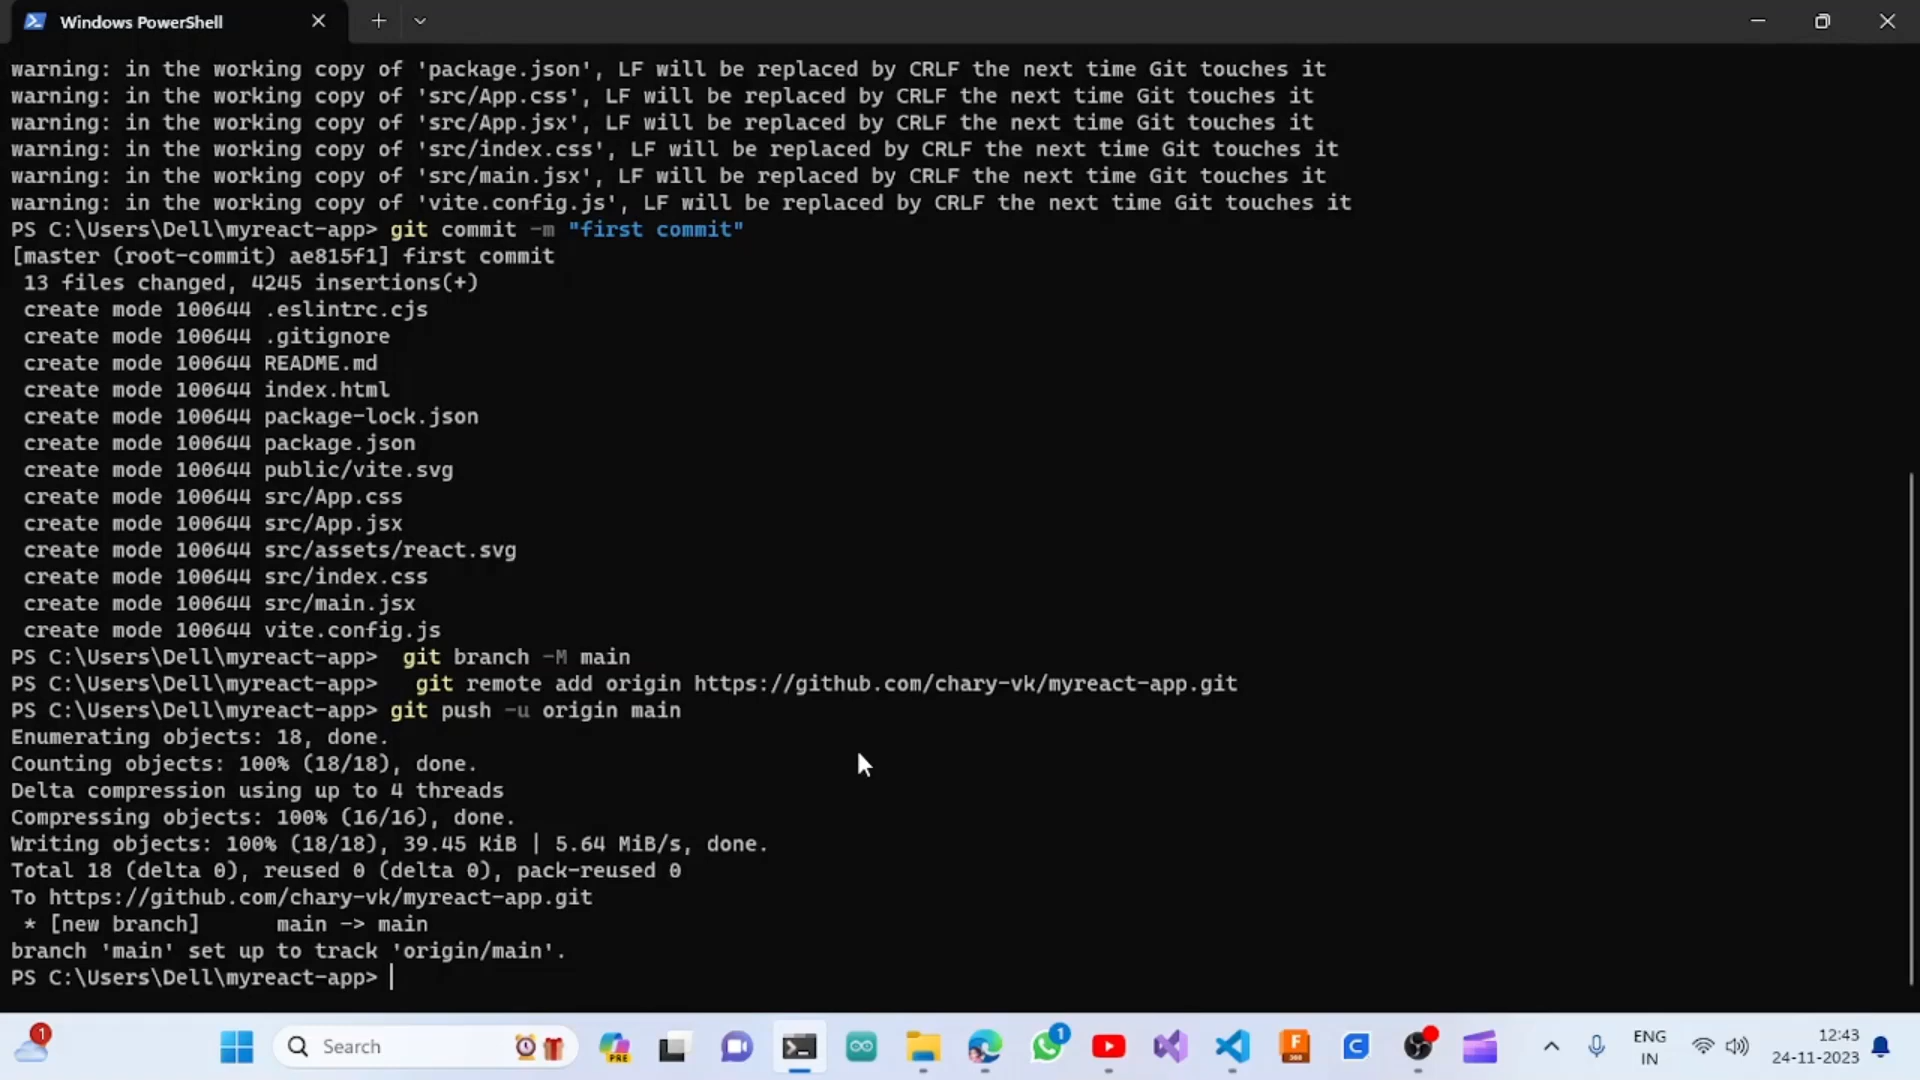 Windows PowerShell
warning: in the working copy of 'package.json', LF will be replaced by CRLF the next time Git touches it
warning: in the working copy of 'src/App.css', LF will be replaced by CRLF the next time Git touches it
warning: in the working copy of 'src/App.jsx', LF will be replaced by CRLF the next time Git touches it
warning: in the working copy of 'src/index.css', LF will be replaced by CRLF the next time Git touches it
warning: in the working copy of 'src/main.jsx', LF will be replaced by CRLF the next time Git touches it
warning: in the working copy of 'vite.config.js', LF will be replaced by CRLF the next time Git touches it
PS C:\Users\Dell\myreact-app> git commit -m "first commit"
[master (root-commit) ae815f1] first commit
 13 files changed, 4245 insertions(+)
 create mode 100644 .eslintrc.cjs
 create mode 100644 .gitignore
 create mode 100644 README.md
 create mode 100644 index.html
 create mode 100644 package-lock.json
 create mode 100644 package.json
 create mode 100644 public/vite.svg
 create mode 100644 src/App.css
 create mode 100644 src/App.jsx
 create mode 100644 src/assets/react.svg
 create mode 100644 src/index.css
 create mode 100644 src/main.jsx
 create mode 100644 vite.config.js
PS C:\Users\Dell\myreact-app>  git branch -M main
PS C:\Users\Dell\myreact-app>   git remote add origin https://github.com/chary-vk/myreact-app.git
PS C:\Users\Dell\myreact-app> git push -u origin main
Enumerating objects: 18, done.
Counting objects: 100% (18/18), done.
Delta compression using up to 4 threads
Compressing objects: 100% (16/16), done.
Writing objects: 100% (18/18), 39.45 KiB | 5.64 MiB/s, done.
Total 18 (delta 0), reused 0 (delta 0), pack-reused 0
To https://github.com/chary-vk/myreact-app.git
 * [new branch]      main -> main
branch 'main' set up to track 'origin/main'.
PS C:\Users\Dell\myreact-app>
1
Search
PRE
1
F
360
C
ENG
IN
12:43
24-11-2023